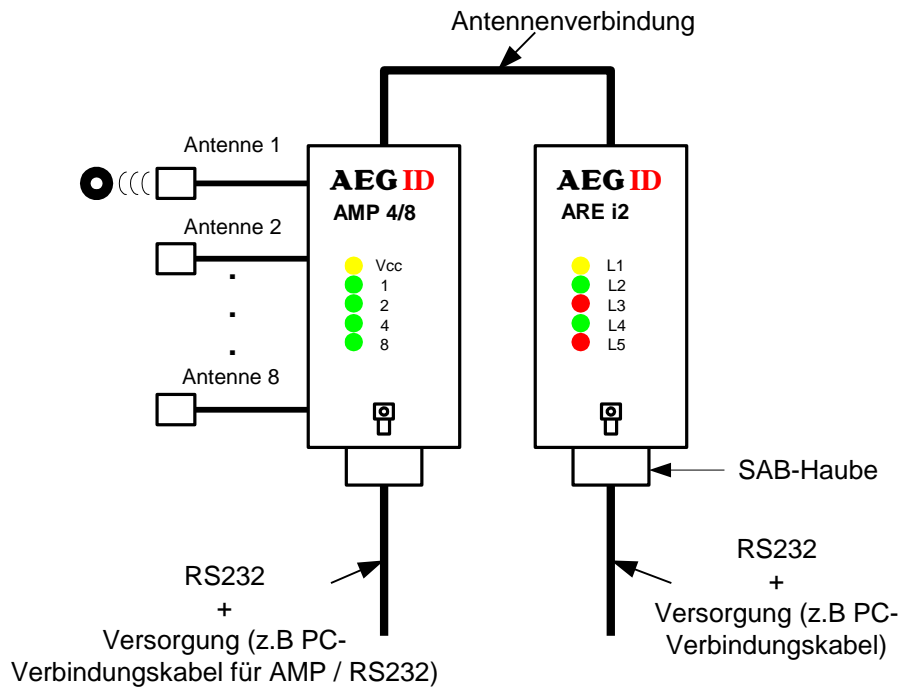 Antennenverbindung
Antenne 1
Antenne 2
Antenne 8
AEG ID
AMP 4/8
Vcc
1
2
4
8
AEG ID
ARE i2
L1
L2
L3
L4
L5
SAB-Haube
RS232
+
Versorgung (z.B PC-
Verbindungskabel für AMP / RS232)
RS232
+
Versorgung (z.B PC-
Verbindungskabel)